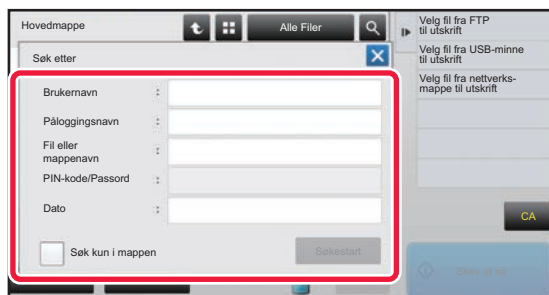 Hovedmappe
Alle Filer
Søk etter
Brukernavn :
Påloggingsnavn :
Fil eller
mappenavn :
PIN-kode/Passord :
Dato :
Søk kun i mappen
Søkestart
Velg fil fra FTP
til utskrift
Velg fil fra USB-minne
til utskrift
Velg fil fra nettverks-
mappe til utskrift
CA